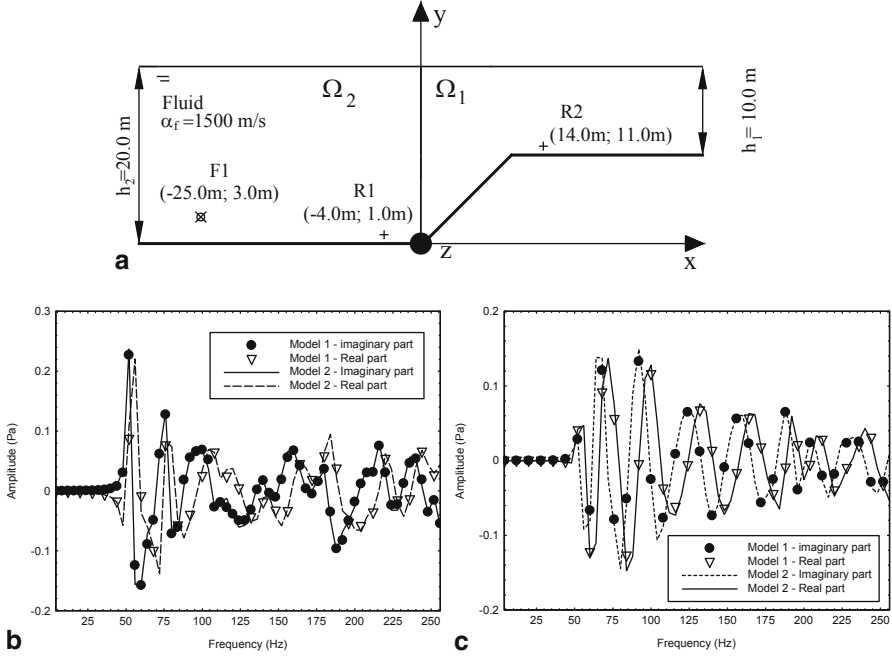 y
Ω2
Ω1
Fluid
αf =1500 m/s
h2=20.0 m
F1
(-25.0m; 3.0m)
R1
(-4.0m; 1.0m)
R2
(14.0m; 11.0m)
h1= 10.0 m
z
x
a
0.3
0.2
0.1
0
-0.1
-0.2
Amplitude (Pa)
Model 1 - imaginary part
Model 1 - Real part
Model 2 - Imaginary part
Model 2 - Real part
25 50 75 100 125 150 175 200 225 250
Frequency (Hz)
b
0.2
0.1
0
-0.1
-0.2
Amplitude (Pa)
Model 1 - imaginary part
Model 1 - Real part
Model 2 - Imaginary part
Model 2 - Real part
25 50 75 100 125 150 175 200 225 250
Frequency (Hz)
c